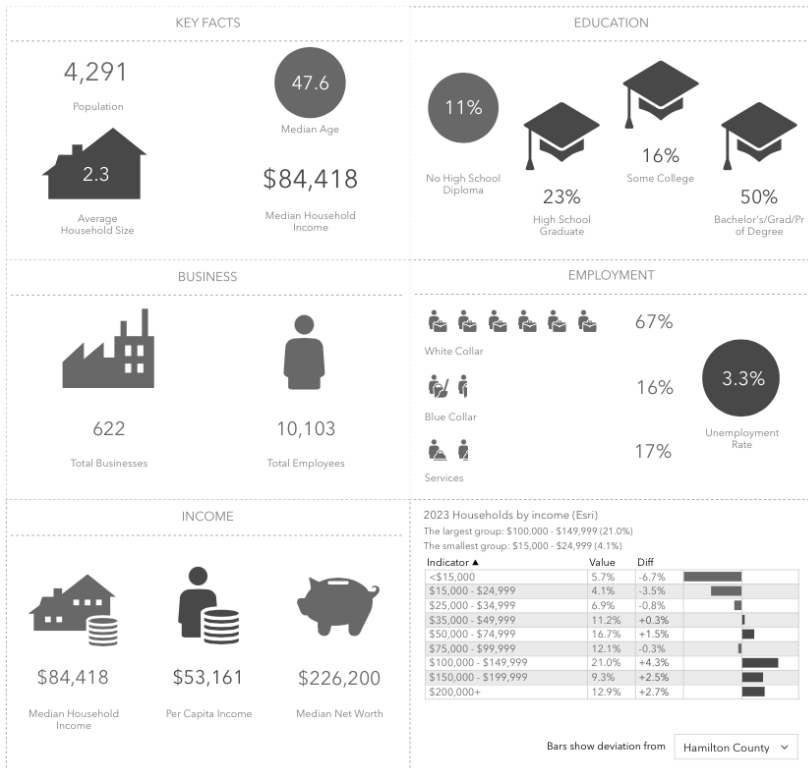 KEY FACTS
4,291
Population
47.6
Median Age
2.3
Average
Household Size
$84,418
Median Household
Income
EDUCATION
11%
No High School
Diploma
23%
High School
Graduate
16%
Some College
50%
Bachelor's/Grad/Pr
of Degree
BUSINESS
622
Total Businesses
10,103
Total Employees
EMPLOYMENT
67%
White Collar
16%
Blue Collar
17%
Services
3.3%
Unemployment
Rate
INCOME
$84,418
Median Household
Income
$53,161
Per Capita Income
$226,200
Median Net Worth
2023 Households by income (Esri)
The largest group: $100,000 - $149,999 (21.0%)
The smallest group: $15,000 - $24,999 (4.1%)
Indicator ▲ Value Diff
<$15,000 5.7% -6.7%
$15,000 - $24,999 4.1% -3.5%
$25,000 - $34,999 6.9% -0.8%
$35,000 - $49,999 11.2% +0.3%
$50,000 - $74,999 16.7% +1.5%
$75,000 - $99,999 12.1% -0.3%
$100,000 - $149,999 21.0% +4.3%
$150,000 - $199,999 9.3% +2.5%
$200,000+ 12.9% +2.7%
Bars show deviation from Hamilton County